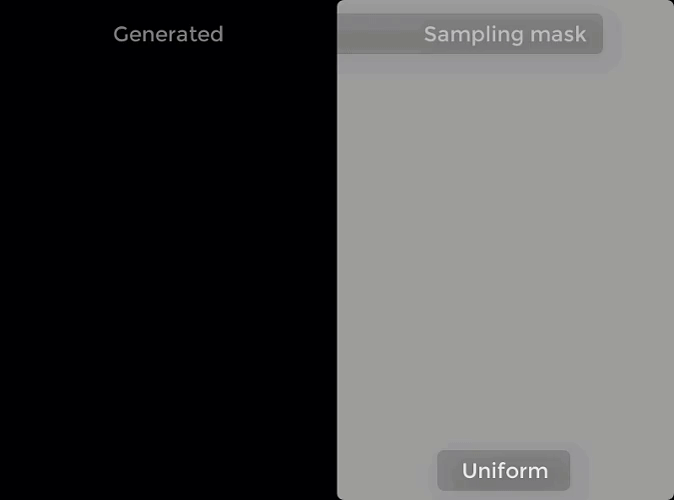 Generated
Sampling mask
Uniform